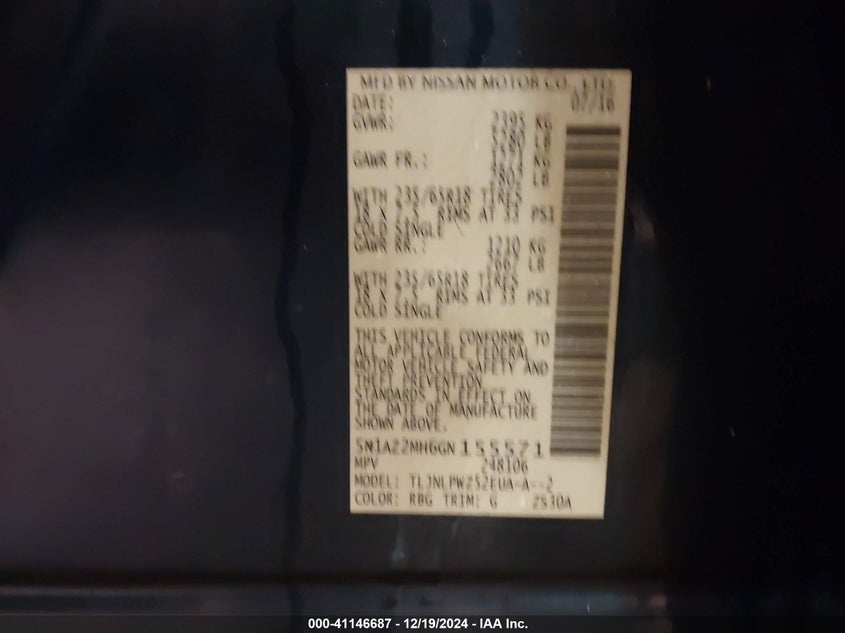 MFD BY NISSAN MOTOR CO., LTD.
DATE: 07/16
GVWR: 2395 KG
5280 LB
GAWR FR.: 1271 KG
2802 LB
WITH 235/65R18 TIRES
18 X 7.5 RIMS AT 33 PSI
COLD SINGLE
GAWR RR.: 1210 KG
2667 LB
WITH 235/65R18 TIRES
18 X 7.5 RIMS AT 33 PSI
COLD SINGLE
THIS VEHICLE CONFORMS TO
ALL APPLICABLE FEDERAL
MOTOR VEHICLE SAFETY AND
THEFT PREVENTION
STANDARDS IN EFFECT ON
THE DATE OF MANUFACTURE
SHOWN ABOVE.
5N1AZ2MH6GN155571
MPV 248106
MODEL: TLJNLPWZ52EUA-A--2
COLOR: RBG TRIM: G 2S30A
000-41146687 - 12/19/2024 - IAA Inc.